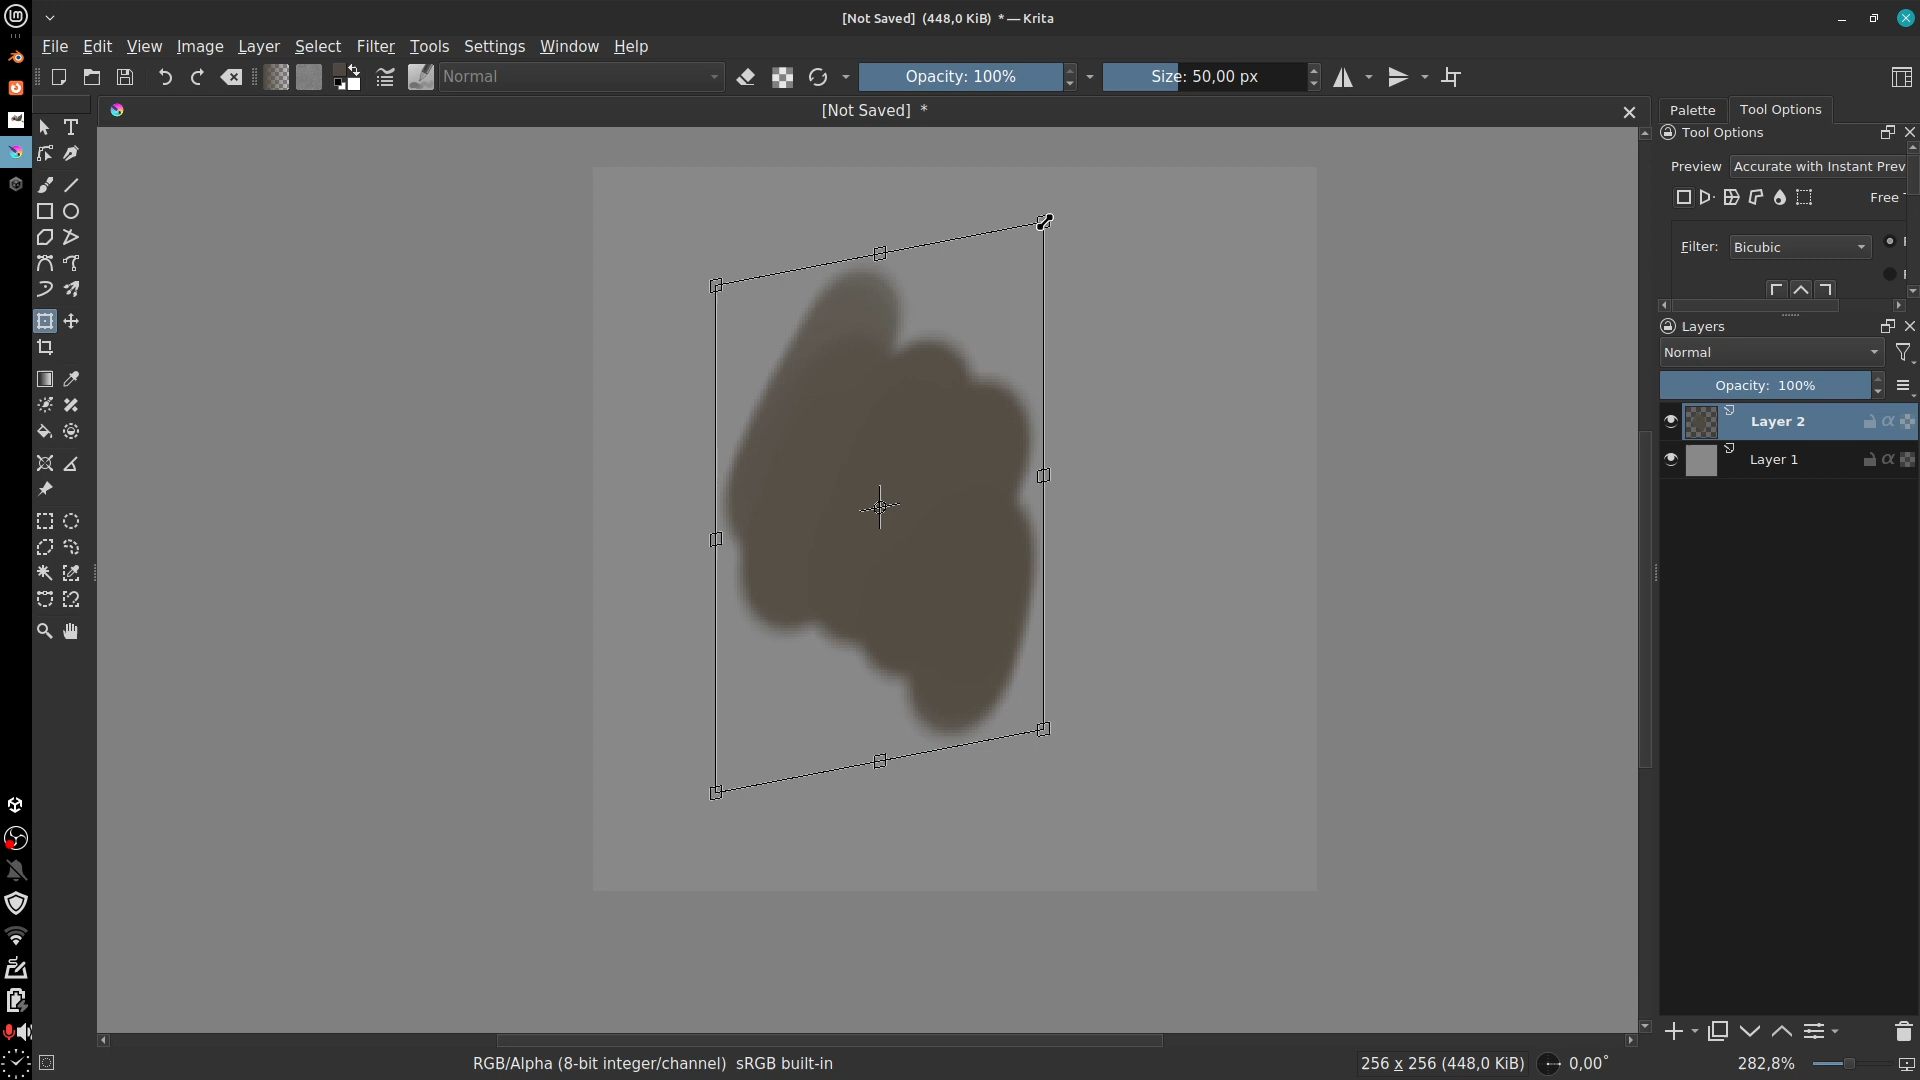 [Not Saved] (448,0 KiB) * — Krita
File Edit View Image Layer Select Filter Tools Settings Window Help
Normal
Opacity: 100%
Size: 50,00 px
[Not Saved] *
Palette
Tool Options
Tool Options
Preview
Accurate with Instant Prev
Free
Filter:
Bicubic
Layers
Normal
Opacity: 100%
Layer 2
Layer 1
RGB/Alpha (8-bit integer/channel) sRGB built-in
256 x 256 (448,0 KiB)
0,00°
282,8%